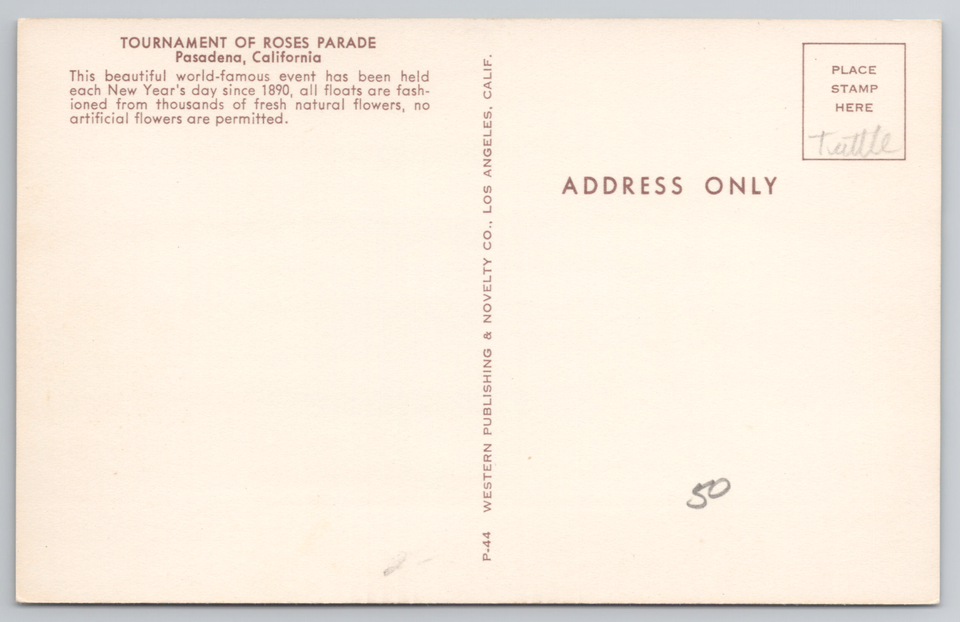 TOURNAMENT OF ROSES PARADE
Pasadena, California
This beautiful world-famous event has been held
each New Year's day since 1890, all floats are fash-
ioned from thousands of fresh natural flowers, no
artificial flowers are permitted.
P-44 WESTERN PUBLISHING & NOVELTY CO., LOS ANGELES, CALIF.
PLACE
STAMP
HERE
Tuttle
ADDRESS ONLY
50